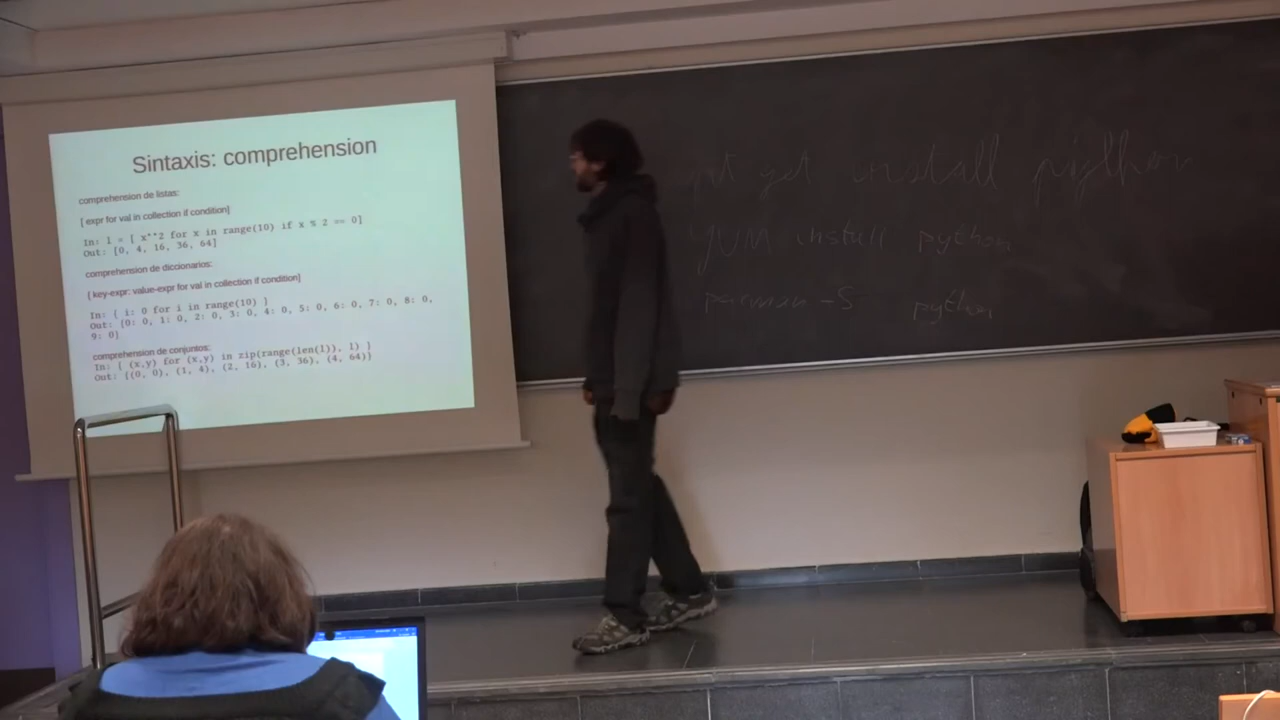 Sintaxis: comprehension
comprehension de listas:
[ expr for val in collection if condition]
In: l = [ x**2 for x in range(10) if x % 2 == 0]
Out: [0, 4, 16, 36, 64]
comprehension de diccionarios:
[ key-expr: value-expr for val in collection if condition]
In: { i: 0 for i in range(10) }
Out: {0: 0, 1: 0, 2: 0, 3: 0, 4: 0, 5: 0, 6: 0, 7: 0, 8: 0,
9: 0}
comprehension de conjuntos:
In: { (x,y) for (x,y) in zip(range(len(l)), l) }
Out: {(0, 0), (1, 4), (2, 16), (3, 36), (4, 64)}
get install python
YUM install python
-S python